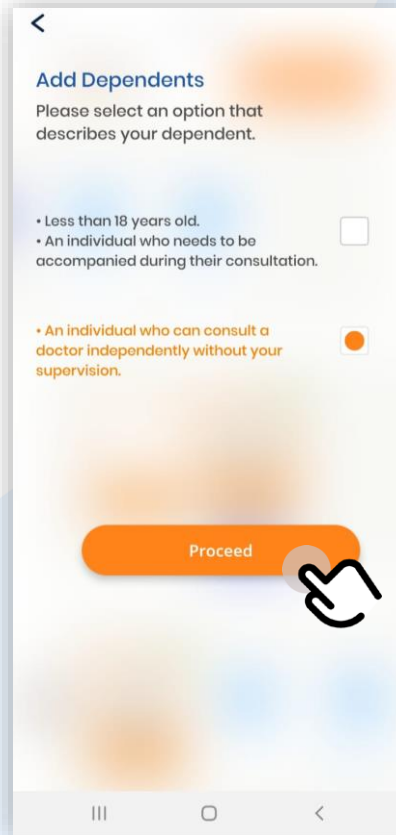 Add Dependents
Please select an option that
describes your dependent.
• Less than 18 years old.
• An individual who needs to be
accompanied during their consultation.
• An individual who can consult a
doctor independently without your
supervision.
Proceed